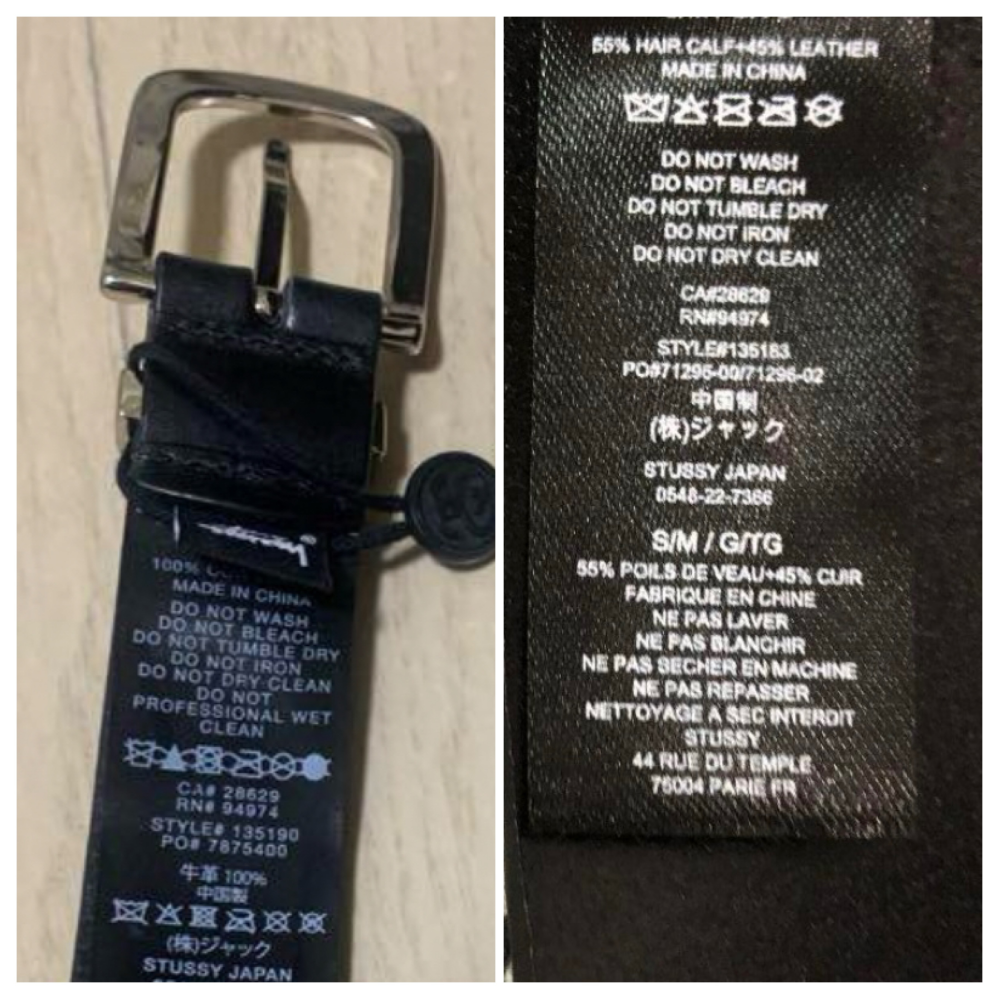 100%
MADE IN CHINA
DO NOT WASH
DO NOT BLEACH
DO NOT TUMBLE DRY
DO NOT IRON
DO NOT DRY CLEAN
DO NOT
PROFESSIONAL WET
CLEAN
CA# 28629
RN# 94974
STYLE# 135190
PO# 7875400
牛革 100%
中国製
(株)ジャック
STUSSY JAPAN
55% HAIR CALF+45% LEATHER
MADE IN CHINA
DO NOT WASH
DO NOT BLEACH
DO NOT TUMBLE DRY
DO NOT IRON
DO NOT DRY CLEAN
CA#28629
RN#94974
STYLE#135183
PO#71296-00/71296-02
中国制
(株)ジャック
STUSSY JAPAN
0548-22-7366
S/M / G/TG
55% POILS DE VEAU+45% CUIR
FABRIQUE EN CHINE
NE PAS LAVER
NE PAS BLANCHIR
NE PAS SECHER EN MACHINE
NE PAS REPASSER
NETTOYAGE A SEC INTERDIT
STUSSY
44 RUE DU TEMPLE
75004 PARIE FR